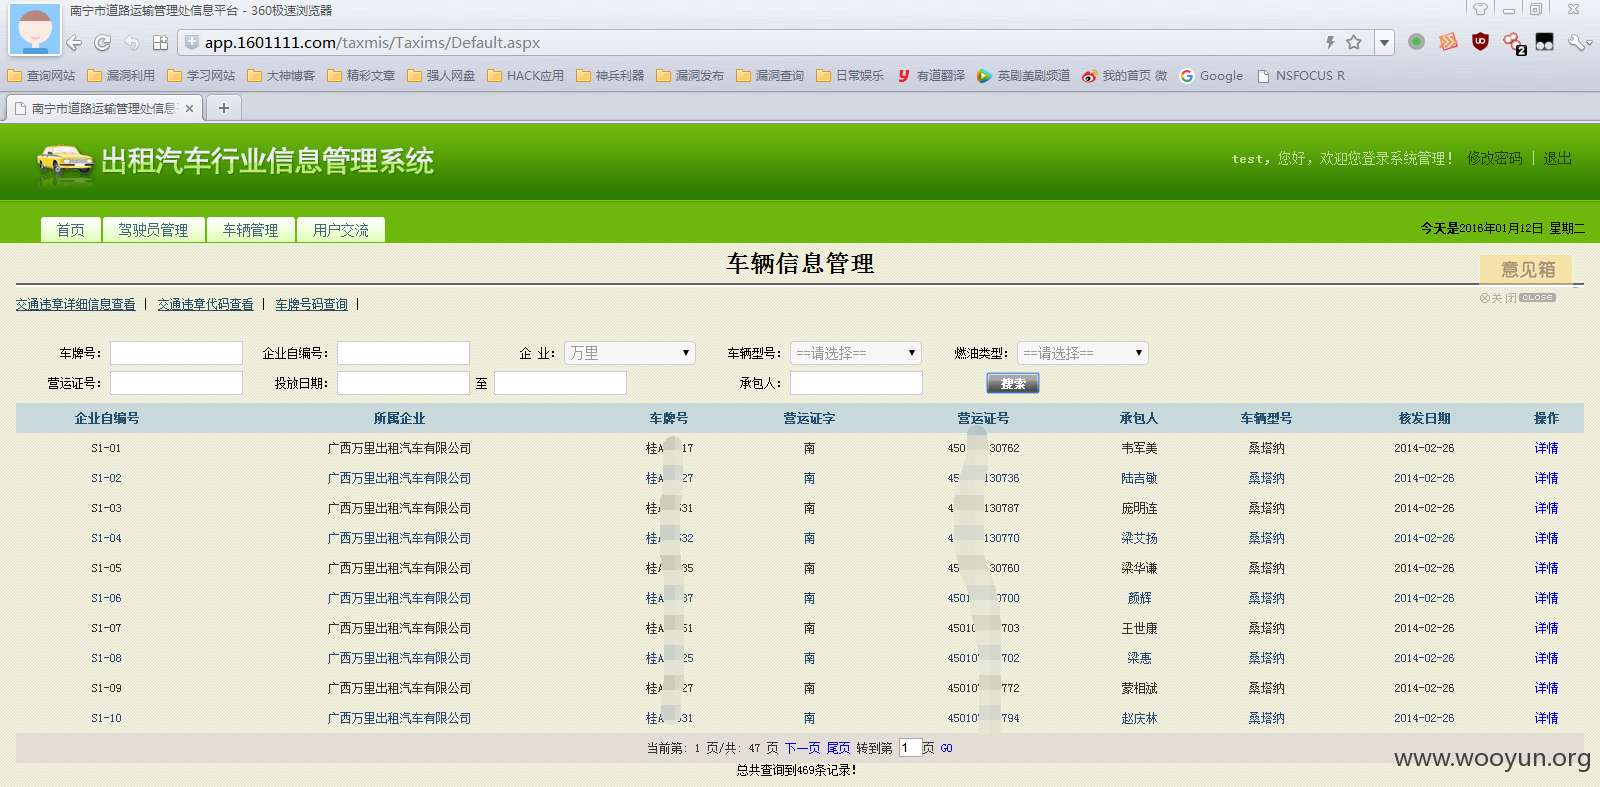 南宁市道路运输管理处信息平台 - 360极速浏览器
app.1601111.com/taxmis/Taxims/Default.aspx
查询网站 漏洞利用 学习网站 大神博客 精彩文章 强人网盘 HACK应用 神兵利器 漏洞发布 漏洞查询 日常娱乐 有道翻译 英剧美剧频道 我的首页 微 Google NSFOCUS R
南宁市道路运输管理处信息
出租汽车行业信息管理系统
test，您好，欢迎您登录系统管理！ 修改密码 | 退出
首页 驾驶员管理 车辆管理 用户交流
今天是2016年01月12日 星期二
车辆信息管理
意见箱
关闭 CLOSE
交通违章详细信息查看 | 交通违章代码查看 | 车牌号码查询 |
车牌号： 企业自编号： 企 业： 万里 车辆型号： ==请选择== 燃油类型： ==请选择==
营运证号： 投放日期： 至 承包人： 搜索
企业自编号 所属企业 车牌号 营运证字 营运证号 承包人 车辆型号 核发日期 操作
S1-01 广西万里出租汽车有限公司 桂A 17 南 450 30762 韦军美 桑塔纳 2014-02-26 详情
S1-02 广西万里出租汽车有限公司 桂A 27 南 45 130736 陆吉敏 桑塔纳 2014-02-26 详情
S1-03 广西万里出租汽车有限公司 桂A 31 南 4 130787 庞明连 桑塔纳 2014-02-26 详情
S1-04 广西万里出租汽车有限公司 桂 32 南 4 130770 梁艾扬 桑塔纳 2014-02-26 详情
S1-05 广西万里出租汽车有限公司 桂 35 南 45 30760 梁华谦 桑塔纳 2014-02-26 详情
S1-06 广西万里出租汽车有限公司 桂 37 南 4501 0700 颜辉 桑塔纳 2014-02-26 详情
S1-07 广西万里出租汽车有限公司 桂 51 南 45010 703 王世康 桑塔纳 2014-02-26 详情
S1-08 广西万里出租汽车有限公司 桂 25 南 45010 702 梁惠 桑塔纳 2014-02-26 详情
S1-09 广西万里出租汽车有限公司 桂 27 南 45010 772 蒙相斌 桑塔纳 2014-02-26 详情
S1-10 广西万里出租汽车有限公司 桂A 31 南 45010 794 赵庆林 桑塔纳 2014-02-26 详情
当前第: 1 页/共: 47 页 下一页 尾页 转到第 1 页 GO
总共查询到469条记录！
www.wooyun.org